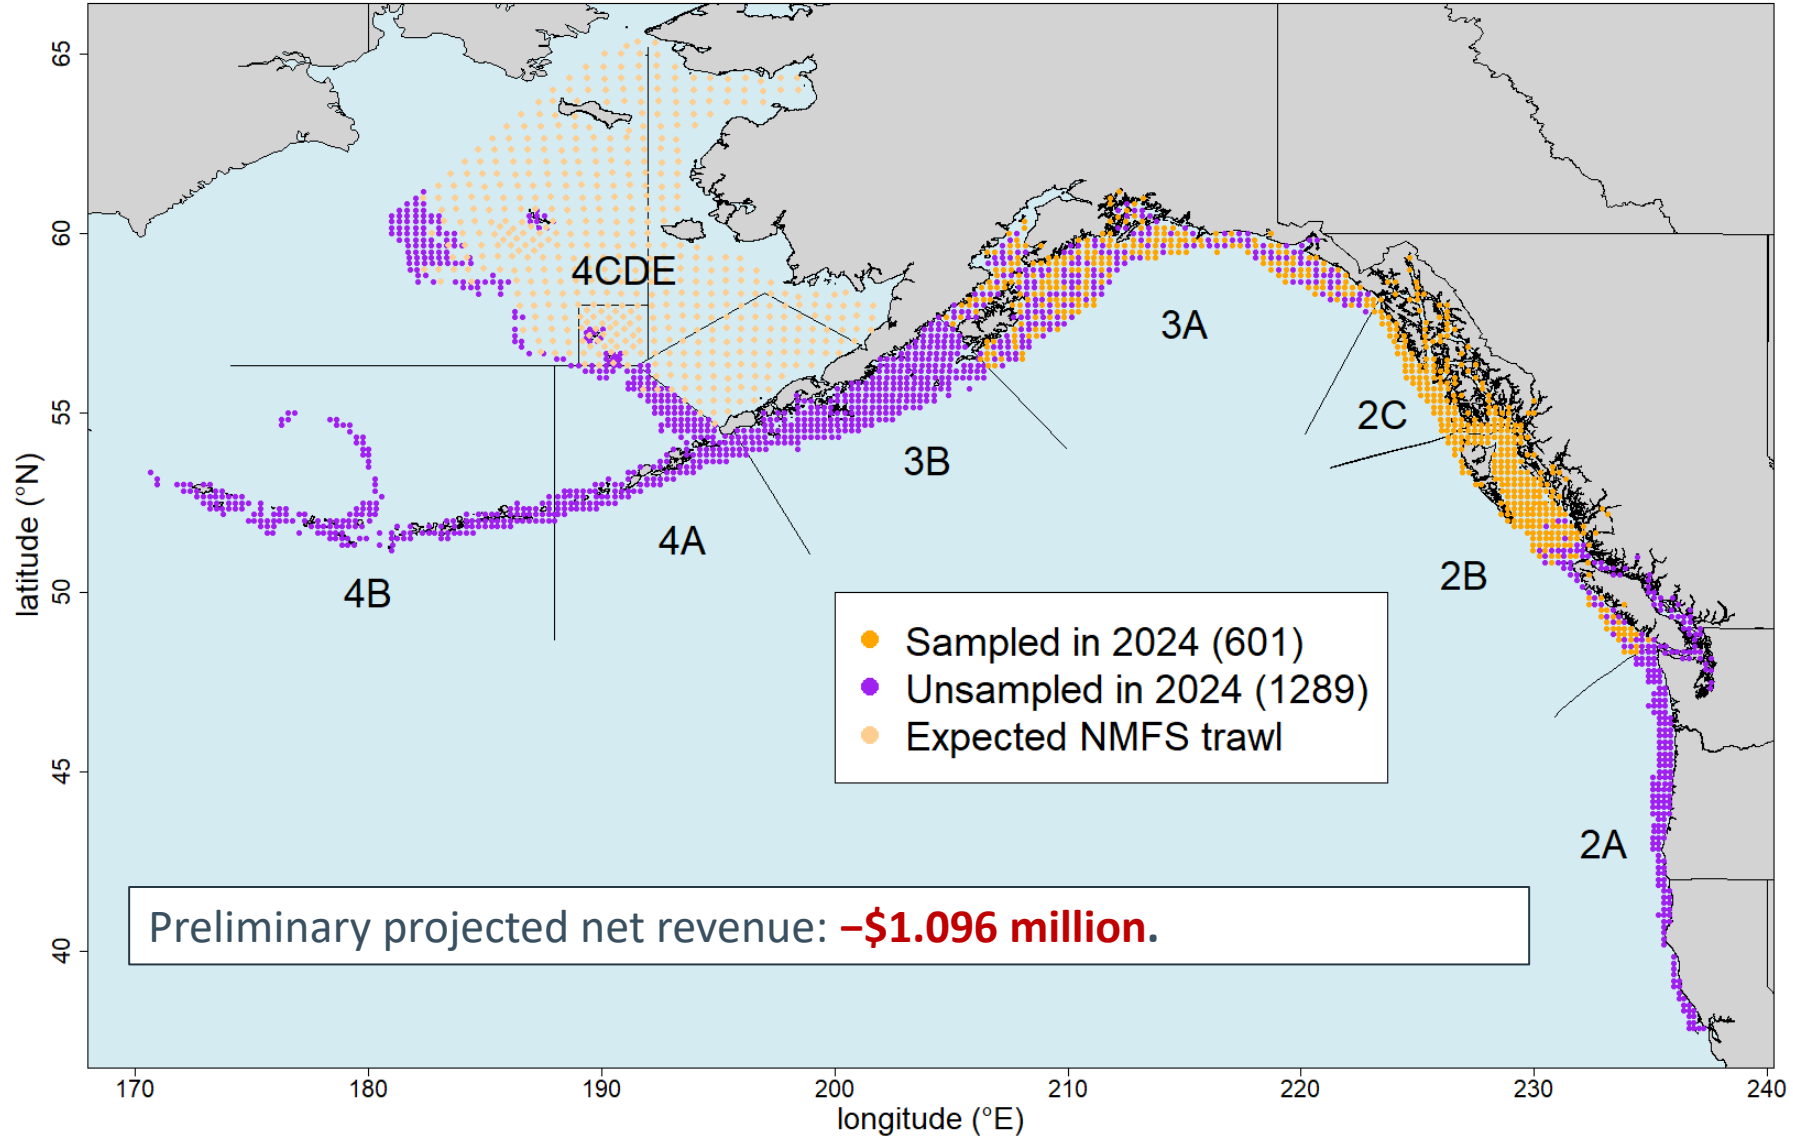 65
60
55
50
45
40
latitude (°N)
170
180
190
200
210
220
230
240
longitude (°E)
4CDE
3A
2C
3B
4A
2B
4B
2A
Sampled in 2024 (601)
Unsampled in 2024 (1289)
Expected NMFS trawl
Preliminary projected net revenue: −$1.096 million.